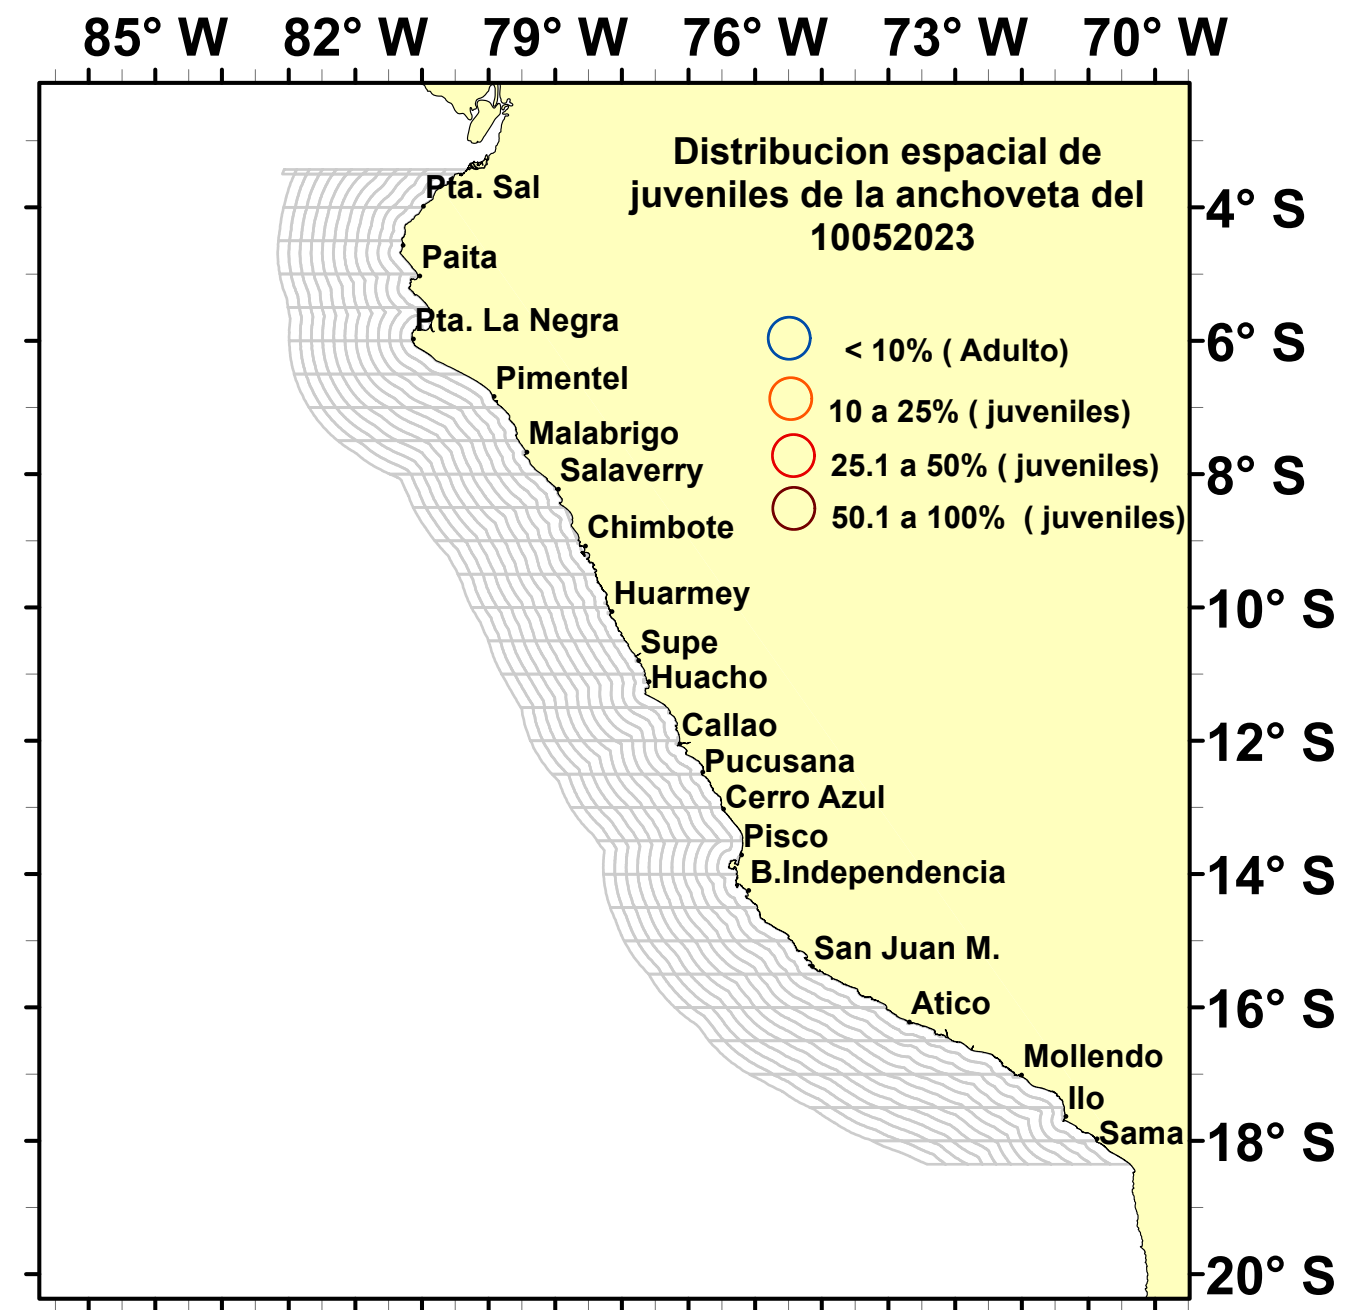 85° W 82° W 79° W 76° W 73° W 70° W
Distribucion espacial de
juveniles de la anchoveta del
10052023
Pta. Sal
4° S
Paita
Pta. La Negra
6° S
< 10% ( Adulto)
Pimentel
10 a 25% ( juveniles)
Malabrigo
25.1 a 50% ( juveniles)
Salaverry
8° S
50.1 a 100%  ( juveniles)
Chimbote
Huarmey
10° S
Supe
Huacho
Callao
12° S
Pucusana
Cerro Azul
Pisco
B.Independencia
14° S
San Juan M.
Atico
16° S
Mollendo
Ilo
Sama
18° S
20° S